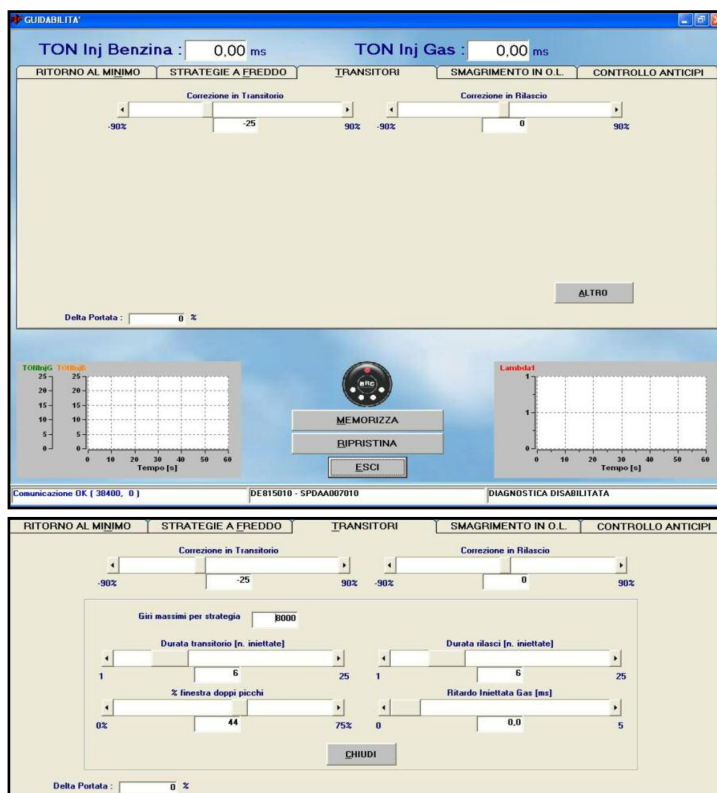 GUIDABILITA'
TON Inj Benzina : 0,00 ms TON Inj Gas : 0,00 ms
RITORNO AL MINIMO STRATEGIE A FREDDO TRANSITORI SMAGRIMENTO IN O.L. CONTROLLO ANTICIPI
Correzione in Transitorio Correzione in Rilascio
-90% -25 90% -90% 0 90%
ALTRO
Delta Portata : 0 %
TONInjG Lambda1
25 25 1
20 20
15 15 BRC
10 10 MEMORIZZA 1
5 5 RIPRISTINA
0 0 0
0 10 20 30 40 50 60 ESCI 0 10 20 30 40 50 60
Tempo [s] Tempo [s]
Comunicazione OK ( 38400, 0 ) DE815010 - SPDAA007010 DIAGNOSTICA DISABILITATA
RITORNO AL MINIMO STRATEGIE A FREDDO TRANSITORI SMAGRIMENTO IN O.L. CONTROLLO ANTICIPI
Correzione in Transitorio Correzione in Rilascio
-90% -25 90% -90% 0 90%
Giri massimi per strategia 8000
Durata transitorio [n. iniettate] Durata rilasci [n. iniettate]
1 6 25 1 6 25
% finestra doppi picchi Ritardo Iniettata Gas [ms]
0% 44 75% 0 0,0 5
CHIUDI
Delta Portata : 0 %